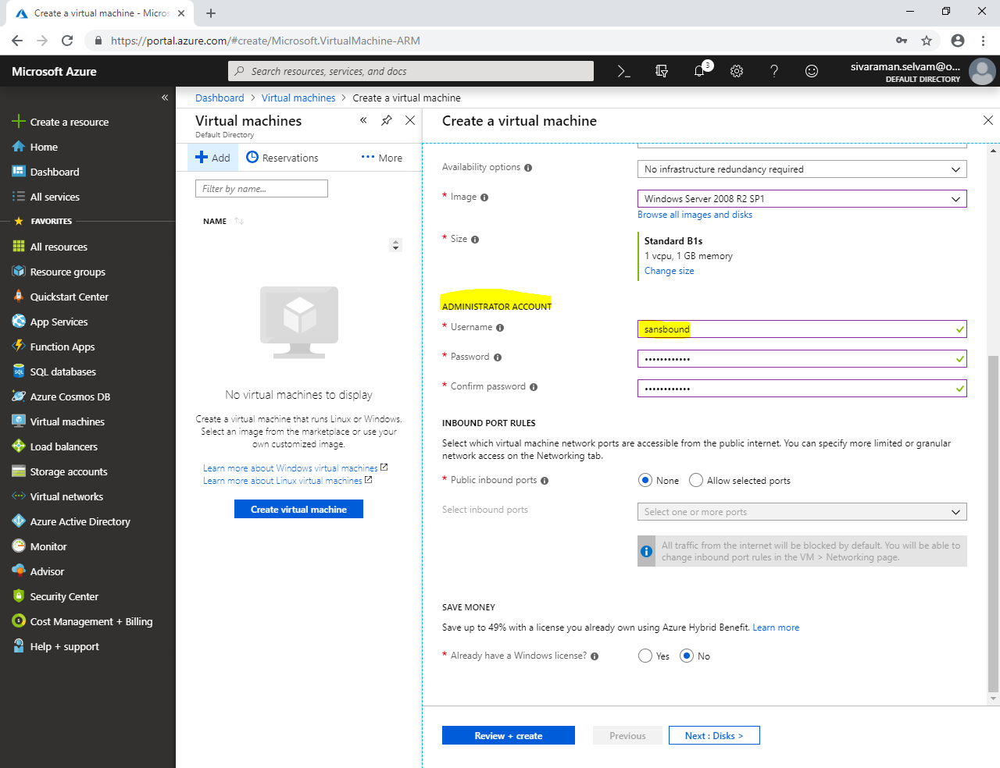 Create a virtual machine - Micros
https://portal.azure.com/#create/Microsoft.VirtualMachine-ARM
Microsoft Azure
Search resources, services, and docs
3
sivaraman.selvam@o...
DEFAULT DIRECTORY
Create a resource
Home
Dashboard
All services
FAVORITES
All resources
Resource groups
Quickstart Center
App Services
Function Apps
SQL databases
Azure Cosmos DB
Virtual machines
Load balancers
Storage accounts
Virtual networks
Azure Active Directory
Monitor
Advisor
Security Center
Cost Management + Billing
Help + support
Dashboard > Virtual machines > Create a virtual machine
Virtual machines
Default Directory
Add
Reservations
More
Filter by name...
NAME
No virtual machines to display
Create a virtual machine that runs Linux or Windows.
Select an image from the marketplace or use your
own customized image.
Learn more about Windows virtual machines
Learn more about Linux virtual machines
Create virtual machine
Create a virtual machine
Availability options
No infrastructure redundancy required
* Image
Windows Server 2008 R2 SP1
Browse all images and disks
* Size
Standard B1s
1 vcpu, 1 GB memory
Change size
ADMINISTRATOR ACCOUNT
* Username
sansbound
* Password
••••••••••••
* Confirm password
••••••••••••
INBOUND PORT RULES
Select which virtual machine network ports are accessible from the public internet. You can specify more limited or granular
network access on the Networking tab.
* Public inbound ports
None
Allow selected ports
Select inbound ports
Select one or more ports
All traffic from the internet will be blocked by default. You will be able to
change inbound port rules in the VM > Networking page.
SAVE MONEY
Save up to 49% with a license you already own using Azure Hybrid Benefit. Learn more
* Already have a Windows license?
Yes
No
Review + create
Previous
Next : Disks >